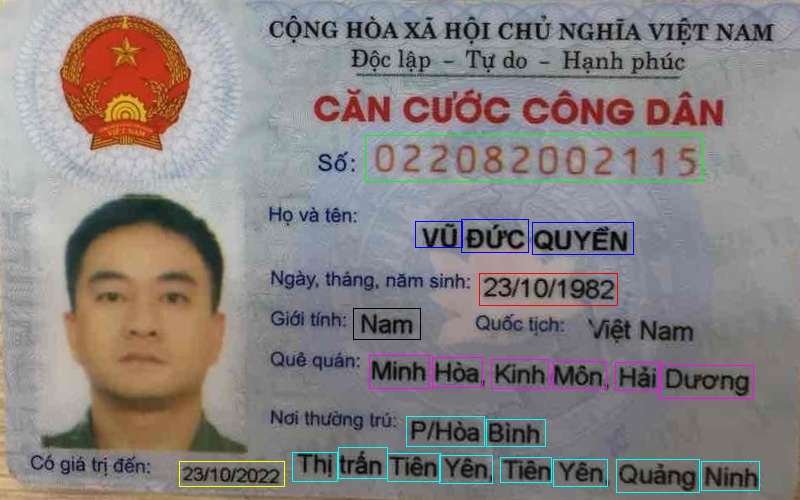 CỘNG HÒA XÃ HỘI CHỦ NGHĨA VIỆT NAM
Độc lập - Tự do - Hạnh phúc
CĂN CƯỚC CÔNG DÂN
Số: 022082002115
Họ và tên:
VŨ ĐỨC QUYỂN
Ngày, tháng, năm sinh: 23/10/1982
Giới tính: Nam Quốc tịch: Việt Nam
Quê quán: Minh Hòa, Kinh Môn, Hải Dương
Nơi thường trú: P/Hòa Bình
Thị trấn Tiên Yên, Tiên Yên, Quảng Ninh
Có giá trị đến: 23/10/2022